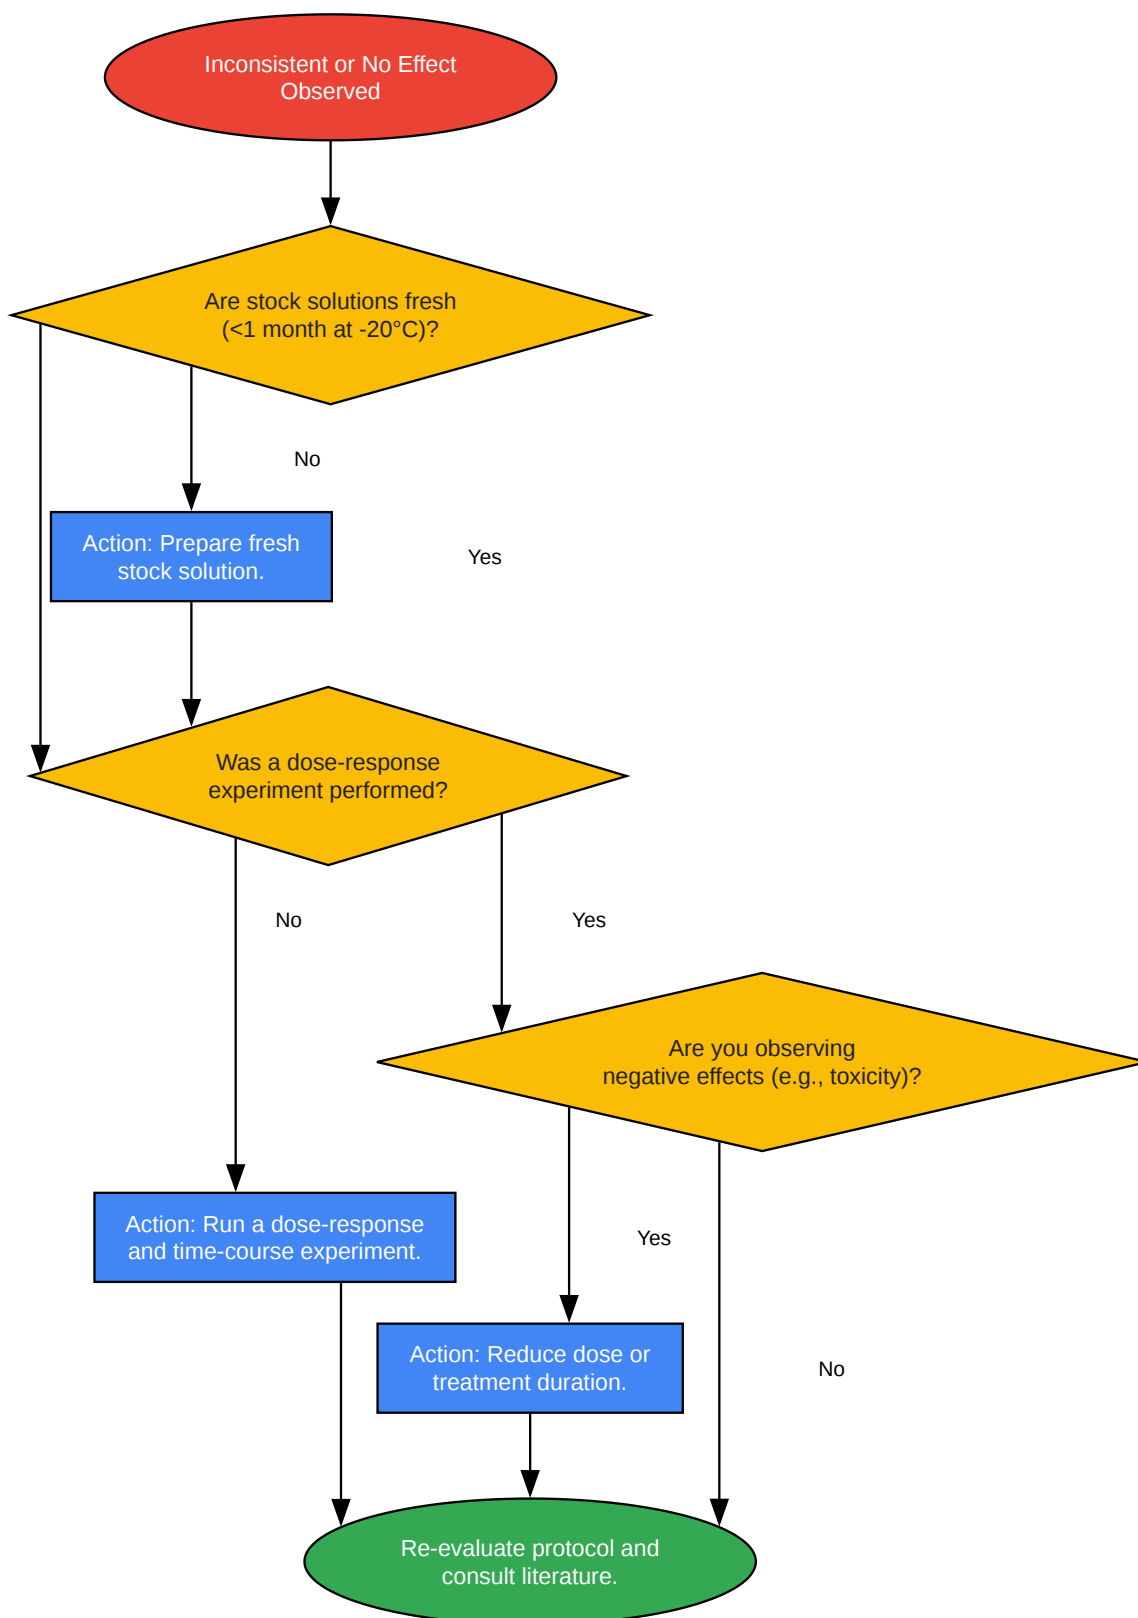 Inconsistent or No Effect
Observed
Are stock solutions fresh
(<1 month at -20°C)?
No
Action: Prepare fresh
stock solution.
Yes
Was a dose-response
experiment performed?
No
Yes
Are you observing
negative effects (e.g., toxicity)?
Action: Run a dose-response
and time-course experiment.
Yes
Action: Reduce dose or
treatment duration.
No
Re-evaluate protocol and
consult literature.